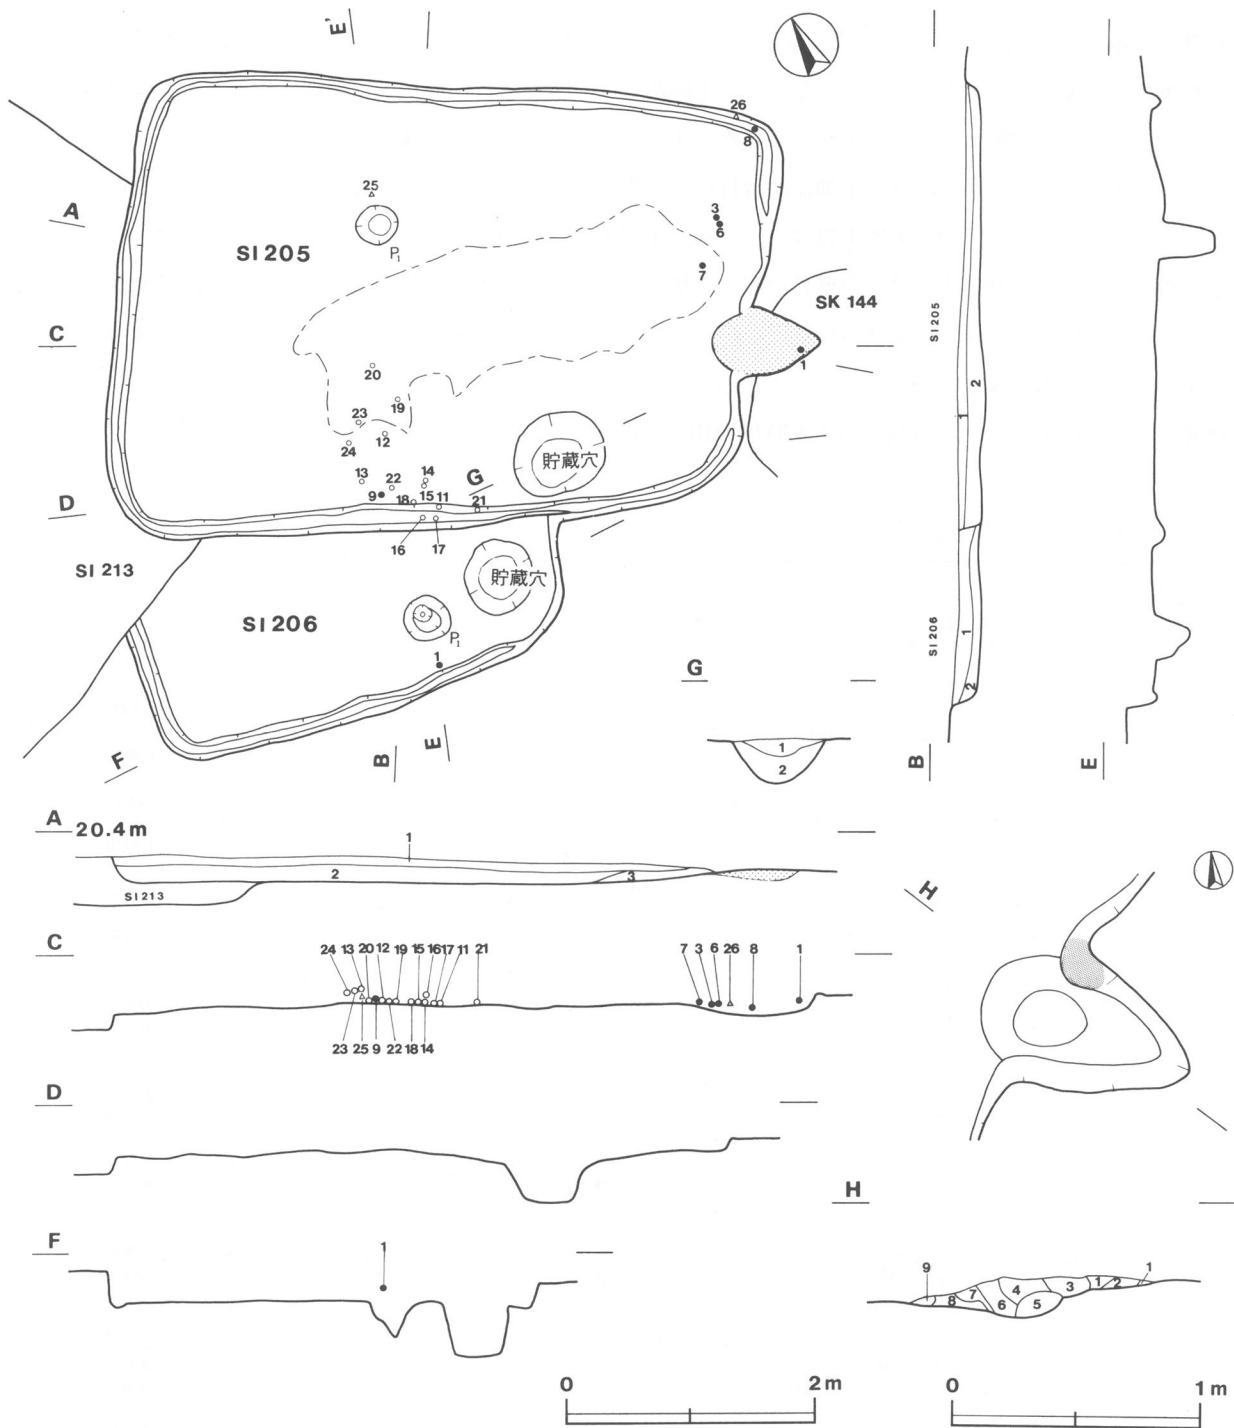 E'
26
8
25
A
3
6
P₁
SI205
7
SK 144
C
1
20
19
23
12
24
貯蔵穴
13
22
14
G
9
18
15
11
21
D
16
17
SI 213
貯蔵穴
SI206
P₁
1
F
B
E
SI205
1
2
SI206
1
2
B
E
G
1
2
A 20.4m
1
2
3
SI213
H
C
24 13 20 12 19 15 16 17 11 21
7 3 6 26 8 1
23 25 9 22 18 14
D
H
F
1
9
8
7
6
4
5
3
1
2
1
0 2m
0 1m